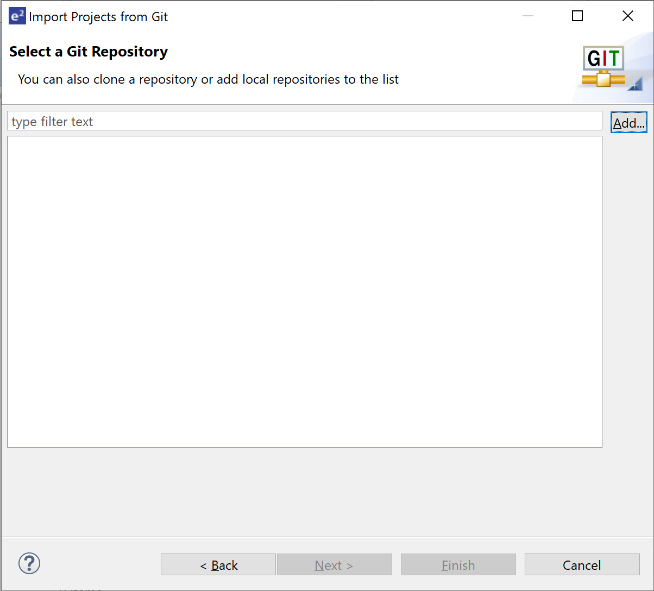 e² Import Projects from Git
Select a Git Repository
You can also clone a repository or add local repositories to the list
GIT
type filter text
Add...
?
< Back
Next >
Finish
Cancel